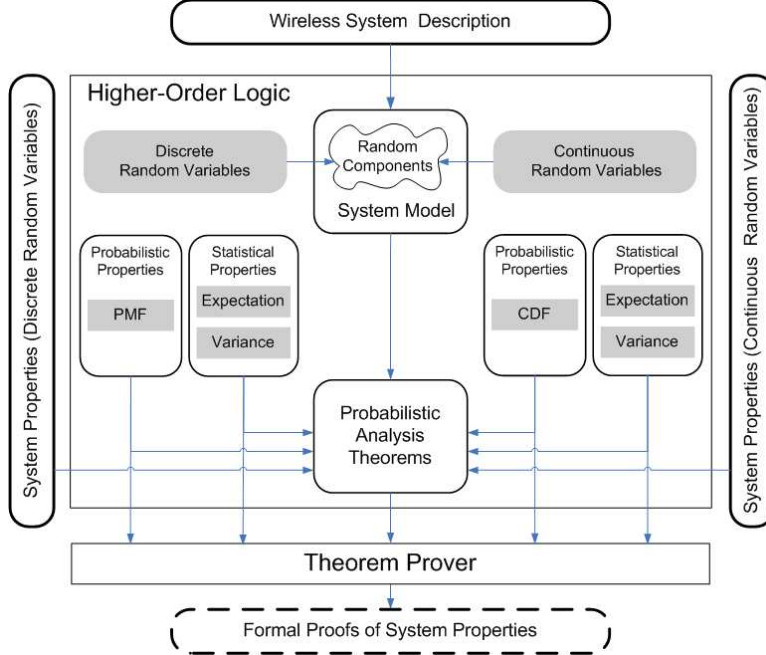 Wireless System Description
System Properties (Discrete Random Variables)
System Properties (Continuous Random Variables)
Higher-Order Logic
Discrete
Random Variables
Random
Components
System Model
Continuous
Random Variables
Probabilistic
Properties
PMF
Statistical
Properties
Expectation
Variance
Probabilistic
Properties
CDF
Statistical
Properties
Expectation
Variance
Probabilistic
Analysis
Theorems
Theorem Prover
Formal Proofs of System Properties